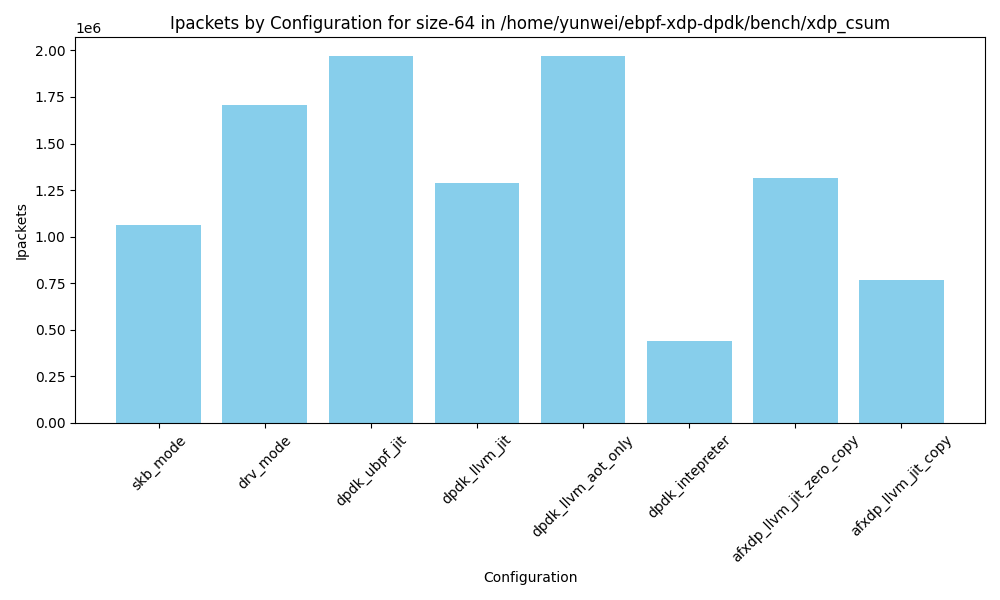 Ipackets by Configuration for size-64 in /home/yunwei/ebpf-xdp-dpdk/bench/xdp_csum
1e6
2.00
1.75
1.50
1.25
1.00
0.75
0.50
0.25
0.00
Ipackets
skb_mode
drv_mode
dpdk_ubpf_jit
dpdk_llvm_jit
dpdk_llvm_aot_only
dpdk_intepreter
afxdp_llvm_jit_zero_copy
afxdp_llvm_jit_copy
Configuration